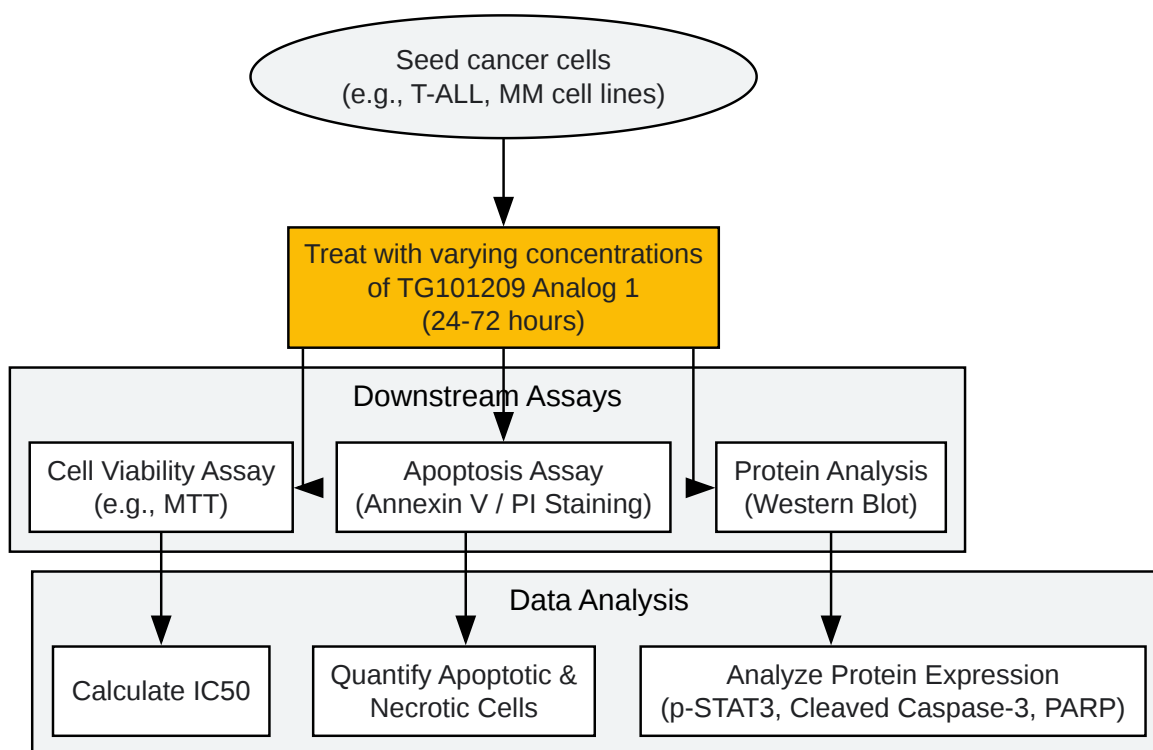 Seed cancer cells
(e.g., T-ALL, MM cell lines)
Treat with varying concentrations
of TG101209 Analog 1
(24-72 hours)
Downstream Assays
Cell Viability Assay
(e.g., MTT)
Apoptosis Assay
(Annexin V / PI Staining)
Protein Analysis
(Western Blot)
Data Analysis
Calculate IC50
Quantify Apoptotic &
Necrotic Cells
Analyze Protein Expression
(p-STAT3, Cleaved Caspase-3, PARP)